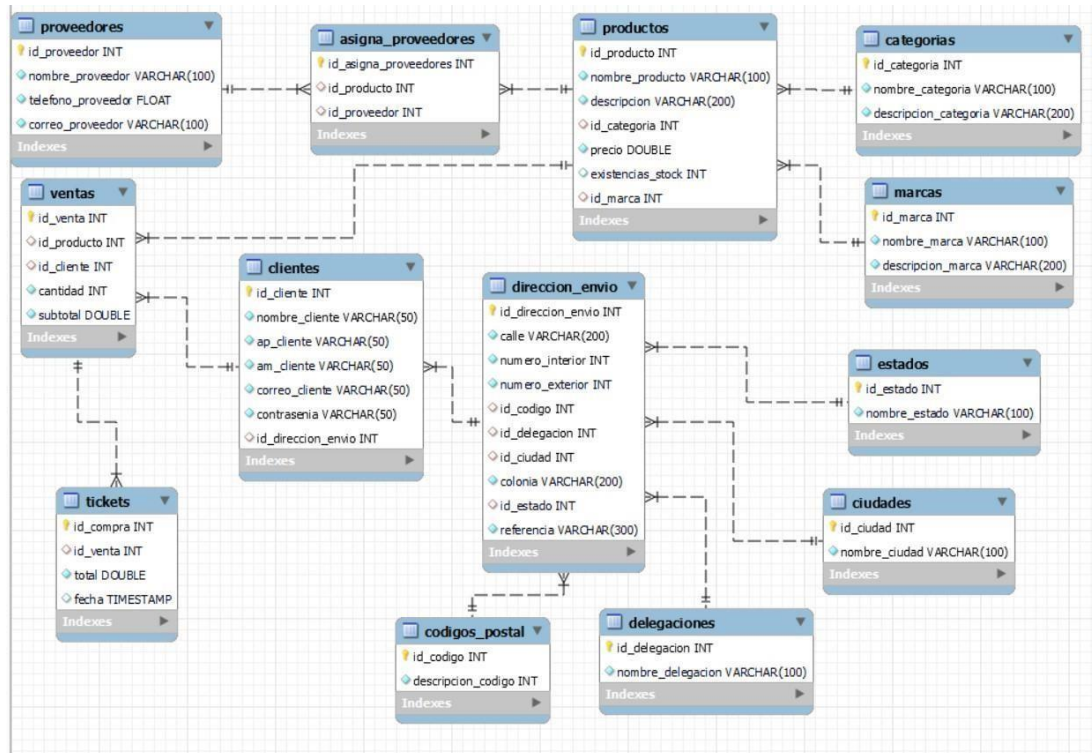 proveedores
id_proveedor INT
nombre_proveedor VARCHAR(100)
telefono_proveedor FLOAT
correo_proveedor VARCHAR(100)
Indexes
asigna_proveedores
id_asigna_proveedores INT
id_producto INT
id_proveedor INT
Indexes
productos
id_producto INT
nombre_producto VARCHAR(100)
descripcion VARCHAR(200)
id_categoria INT
precio DOUBLE
existencias_stock INT
id_marca INT
Indexes
categorias
id_categoria INT
nombre_categoria VARCHAR(100)
descripcion_categoria VARCHAR(200)
Indexes
ventas
id_venta INT
id_producto INT
id_cliente INT
cantidad INT
subtotal DOUBLE
Indexes
marcas
id_marca INT
nombre_marca VARCHAR(100)
descripcion_marca VARCHAR(200)
Indexes
clientes
id_cliente INT
nombre_cliente VARCHAR(50)
ap_cliente VARCHAR(50)
am_cliente VARCHAR(50)
correo_cliente VARCHAR(50)
contrasenia VARCHAR(50)
id_direccion_envio INT
Indexes
direccion_envio
id_direccion_envio INT
calle VARCHAR(200)
numero_interior INT
numero_exterior INT
id_codigo INT
id_delegacion INT
id_ciudad INT
colonia VARCHAR(200)
id_estado INT
referencia VARCHAR(300)
Indexes
estados
id_estado INT
nombre_estado VARCHAR(100)
Indexes
tickets
id_compra INT
id_venta INT
total DOUBLE
fecha TIMESTAMP
Indexes
ciudades
id_ciudad INT
nombre_ciudad VARCHAR(100)
Indexes
codigos_postal
id_codigo INT
descripcion_codigo INT
Indexes
delegaciones
id_delegacion INT
nombre_delegacion VARCHAR(100)
Indexes